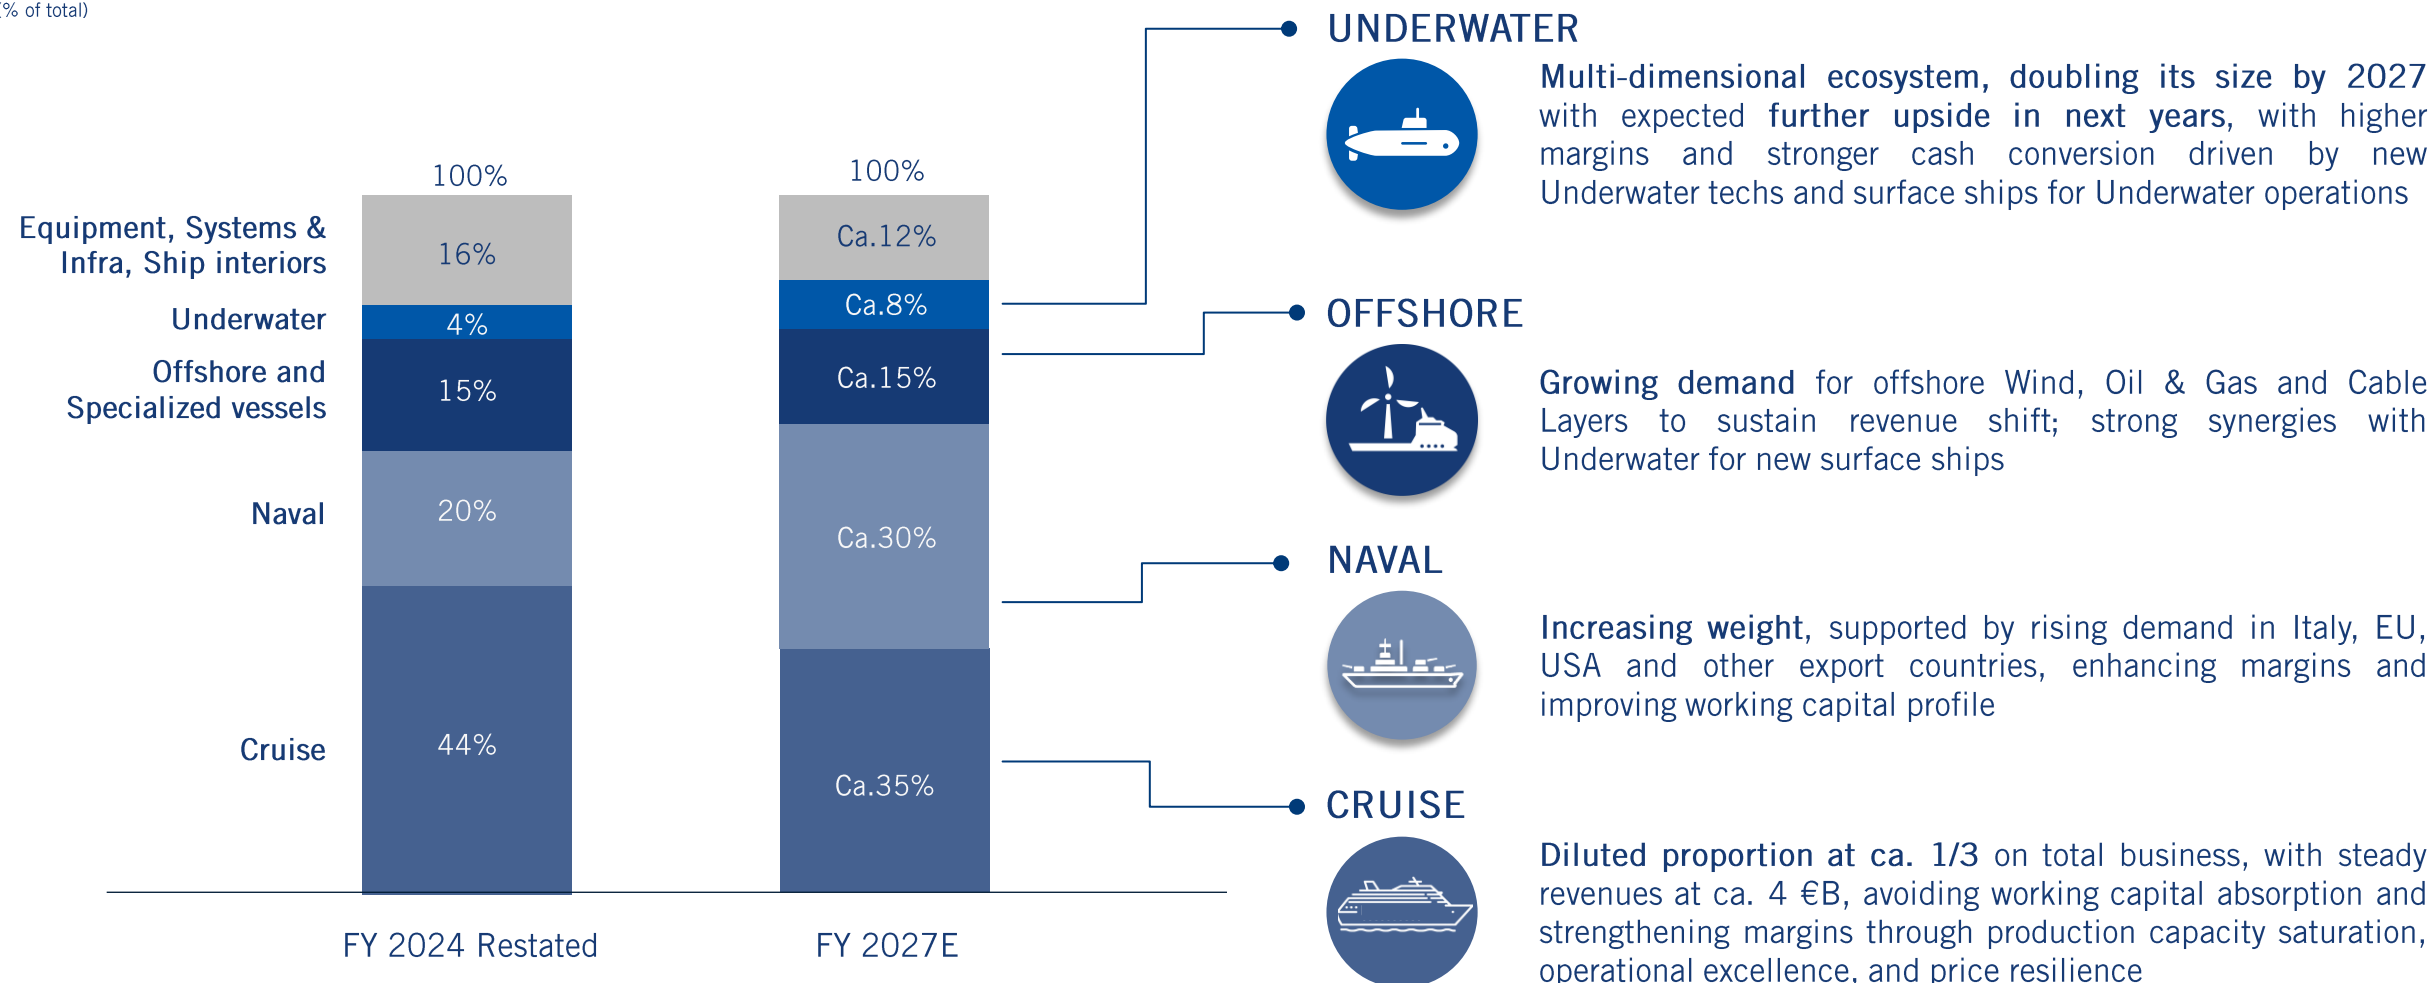 (% of total)
100%
100%
Equipment, Systems &
Infra, Ship interiors
16%
Ca.12%
Underwater
4%
Ca.8%
Offshore and
Specialized vessels
15%
Ca.15%
Naval
20%
Ca.30%
Cruise
44%
Ca.35%
FY 2024 Restated
FY 2027E
UNDERWATER
Multi-dimensional ecosystem, doubling its size by 2027
with expected further upside in next years, with higher
margins and stronger cash conversion driven by new
Underwater techs and surface ships for Underwater operations
OFFSHORE
Growing demand for offshore Wind, Oil & Gas and Cable
Layers to sustain revenue shift; strong synergies with
Underwater for new surface ships
NAVAL
Increasing weight, supported by rising demand in Italy, EU,
USA and other export countries, enhancing margins and
improving working capital profile
CRUISE
Diluted proportion at ca. 1/3 on total business, with steady
revenues at ca. 4 €B, avoiding working capital absorption and
strengthening margins through production capacity saturation,
operational excellence, and price resilience